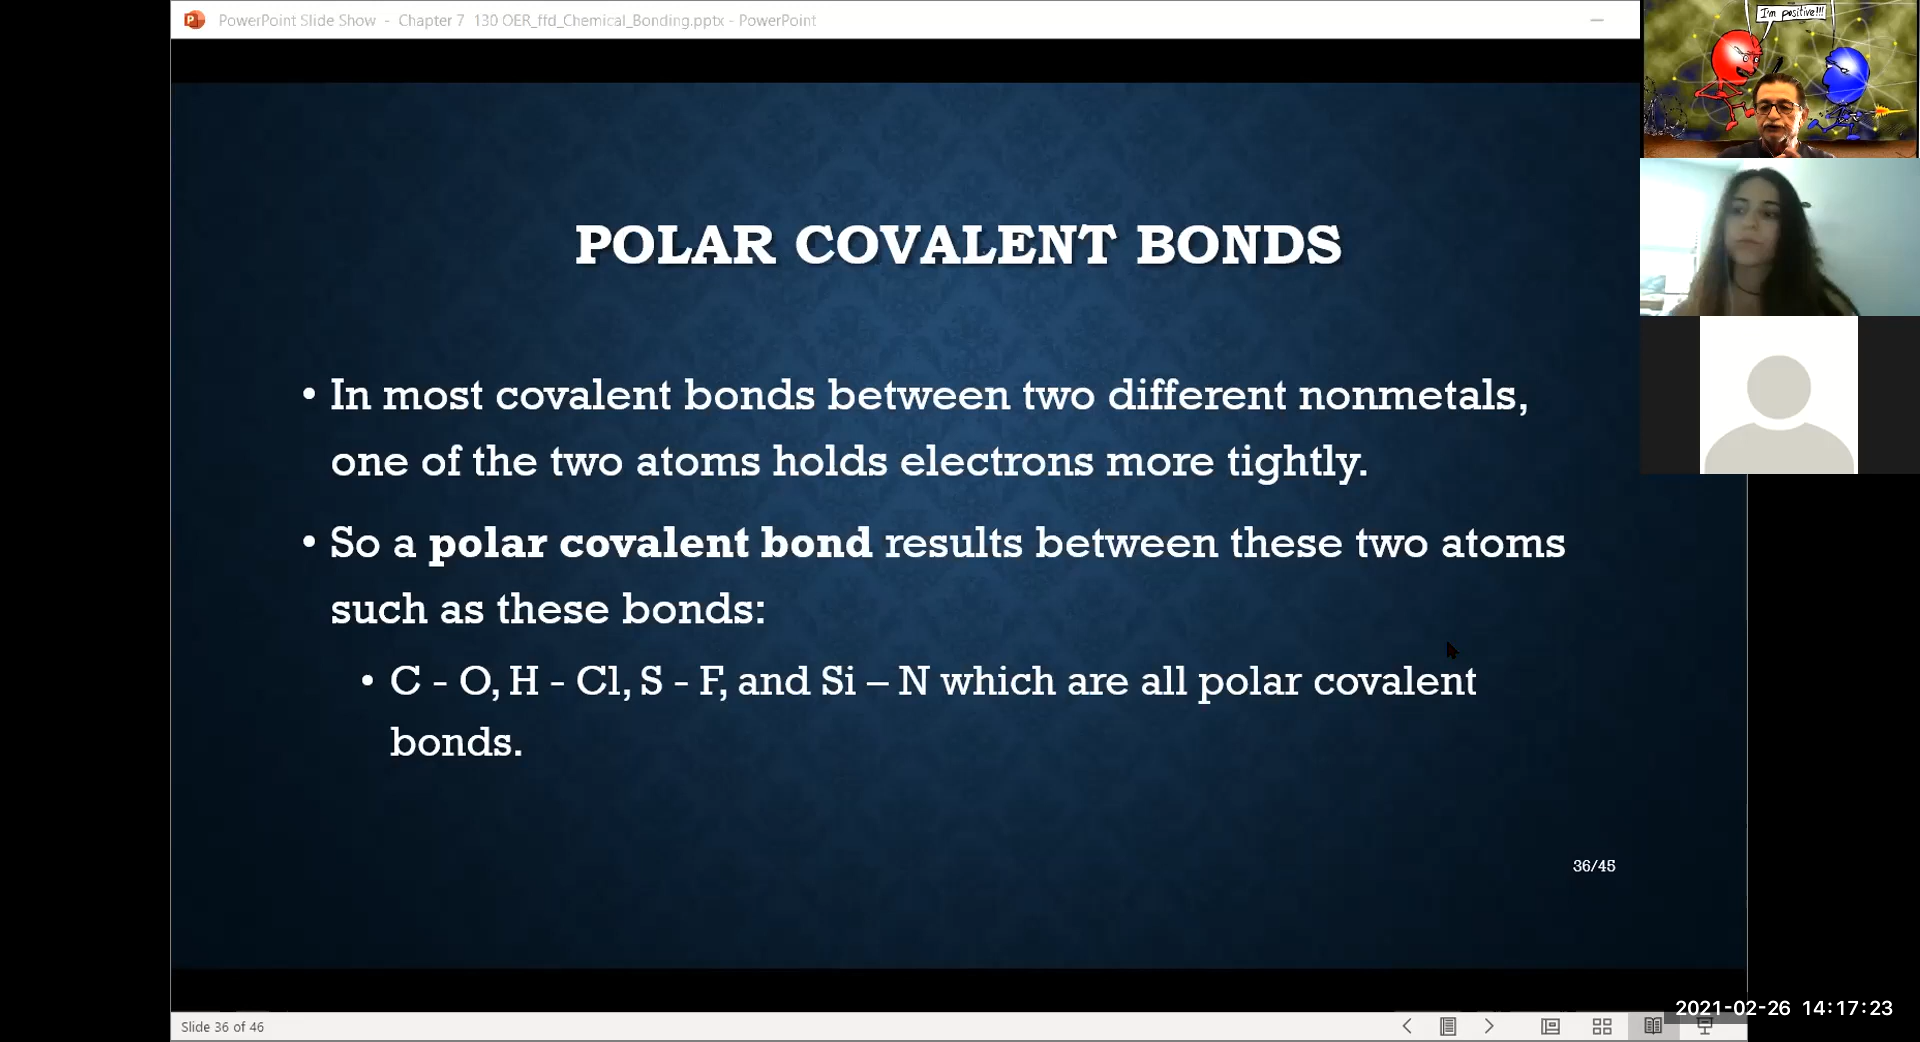 PowerPoint Slide Show - Chapter 7 130 OER_ffd_Chemical_Bonding.pptx - PowerPoint
I'm positive!!!
POLAR COVALENT BONDS
• In most covalent bonds between two different nonmetals,
one of the two atoms holds electrons more tightly.
• So a polar covalent bond results between these two atoms
such as these bonds:
• C - O, H - Cl, S - F, and Si – N which are all polar covalent
bonds.
36/45
2021-02-26 14:17:23
Slide 36 of 46